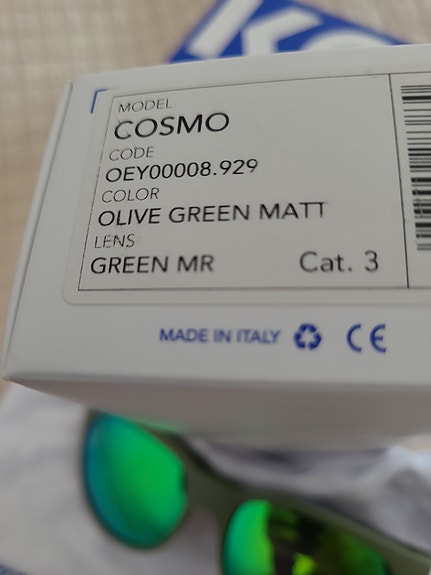 MODEL
COSMO
CODE
OEY00008.929
COLOR
OLIVE GREEN MATT
LENS
GREEN MR Cat. 3
MADE IN ITALY CE